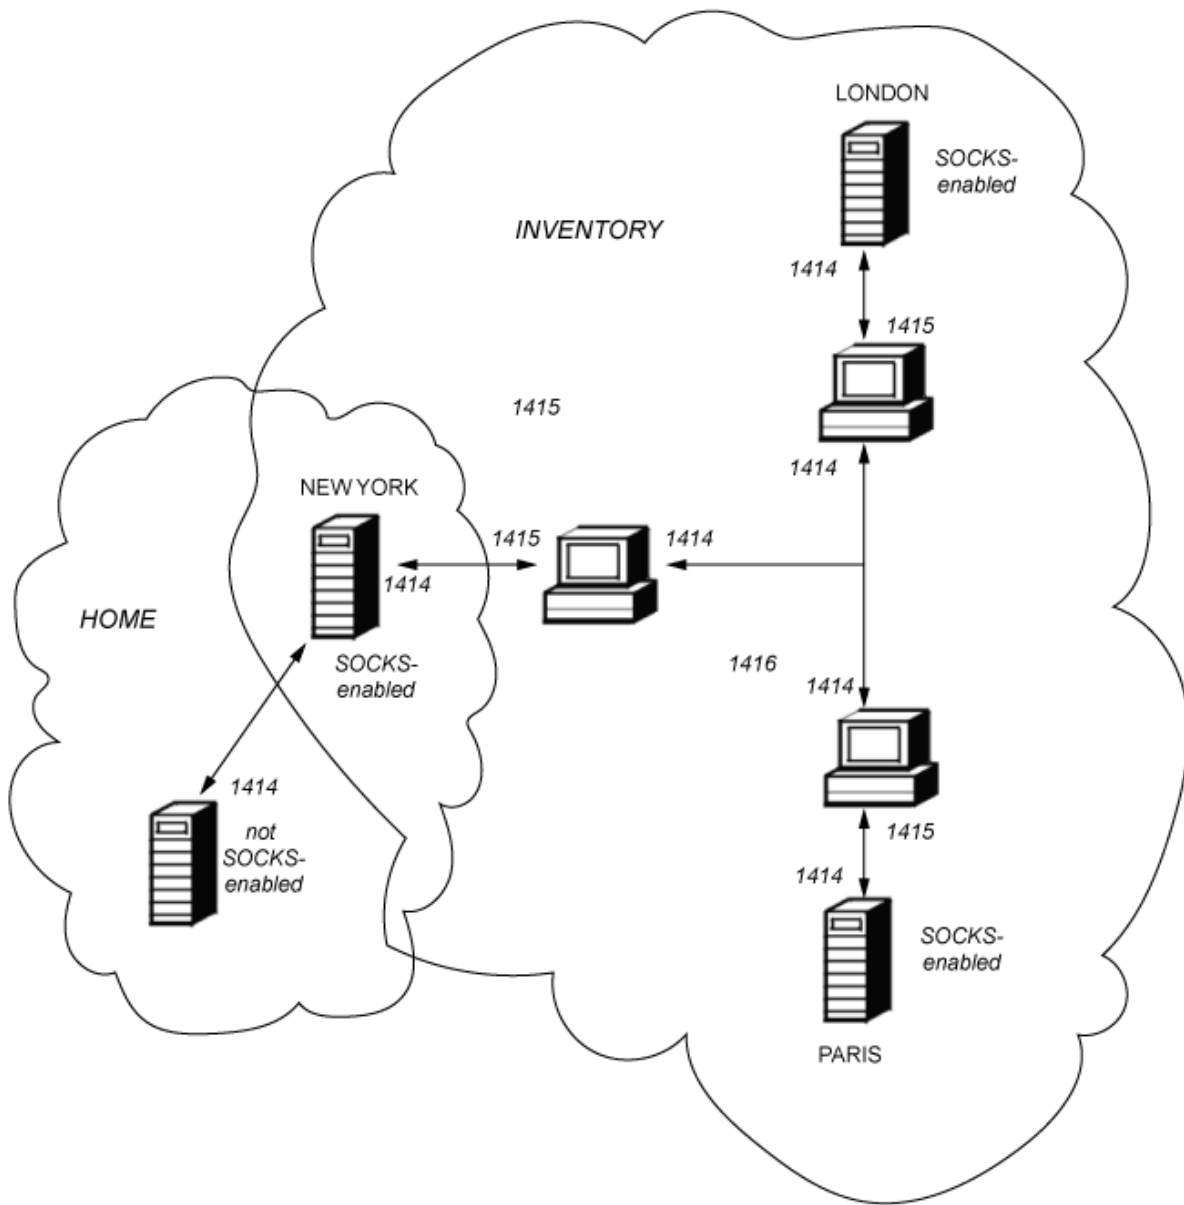 LONDON
SOCKS-
enabled
INVENTORY
1414
1415
1415
1414
NEW YORK
1415
1414
1414
HOME
SOCKS-
enabled
1416
1414
1414
not
SOCKS-
enabled
1415
1414
SOCKS-
enabled
PARIS